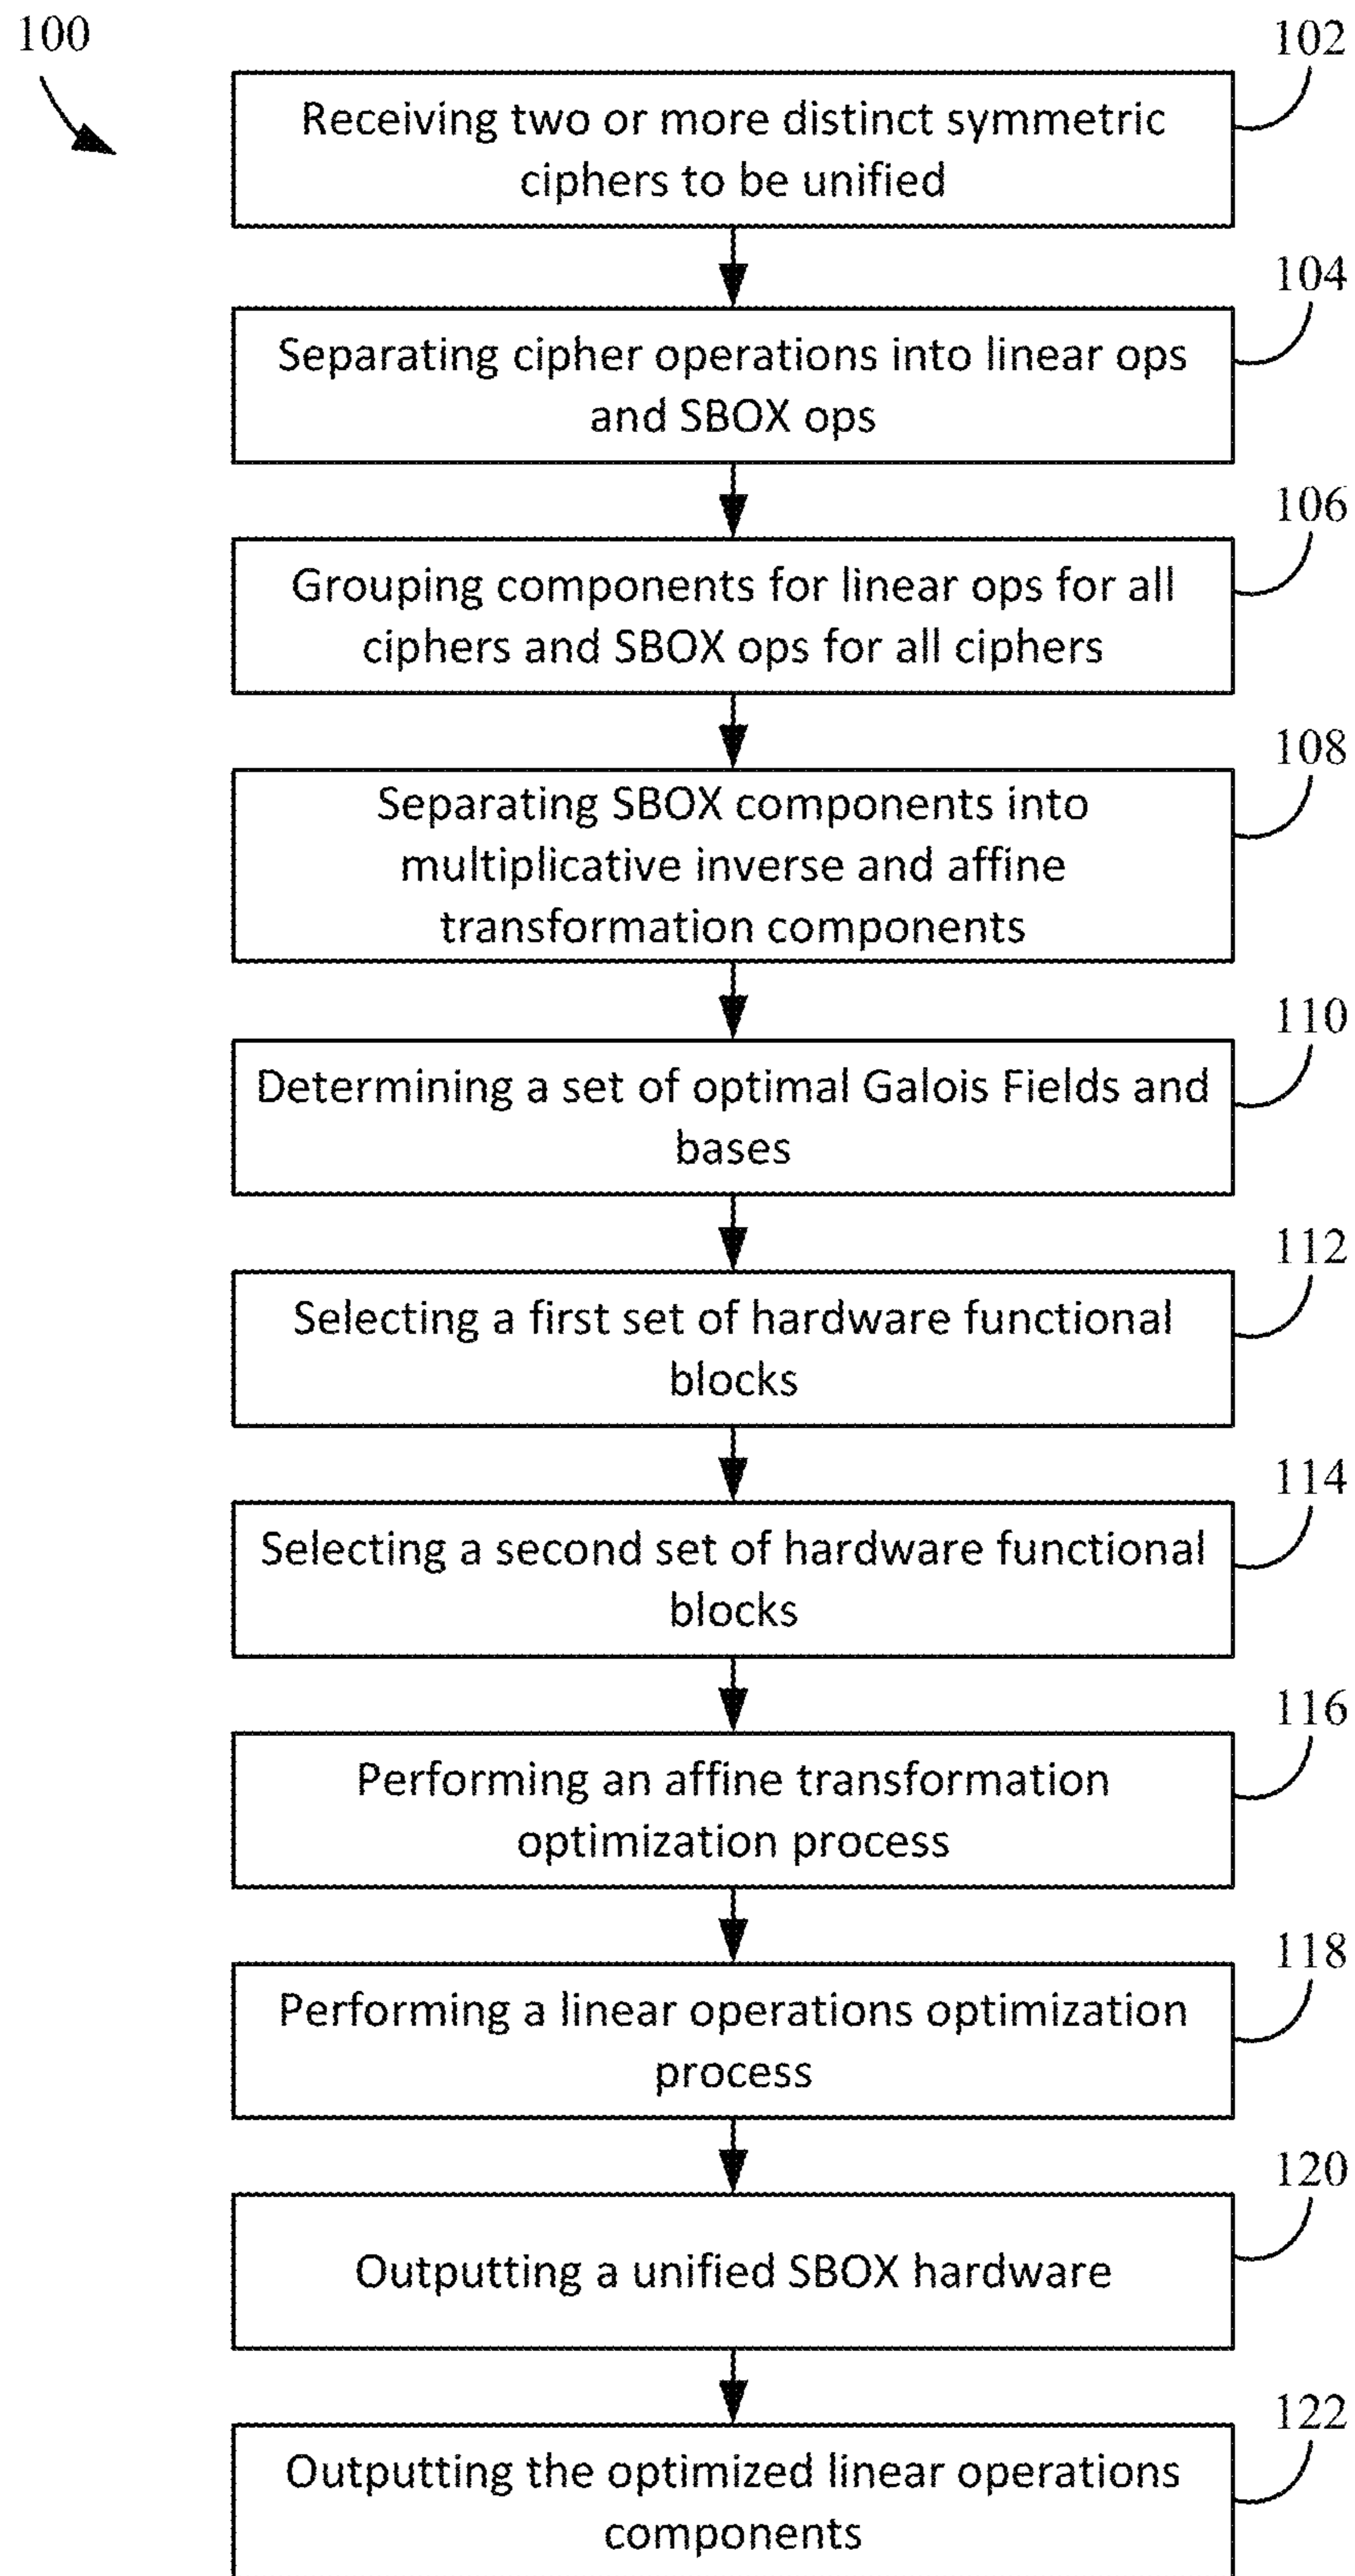 100
102
Receiving two or more distinct symmetric
ciphers to be unified
104
Separating cipher operations into linear ops
and SBOX ops
106
Grouping components for linear ops for all
ciphers and SBOX ops for all ciphers
108
Separating SBOX components into
multiplicative inverse and affine
transformation components
110
Determining a set of optimal Galois Fields and
bases
112
Selecting a first set of hardware functional
blocks
114
Selecting a second set of hardware functional
blocks
116
Performing an affine transformation
optimization process
118
Performing a linear operations optimization
process
120
Outputting a unified SBOX hardware
122
Outputting the optimized linear operations
components